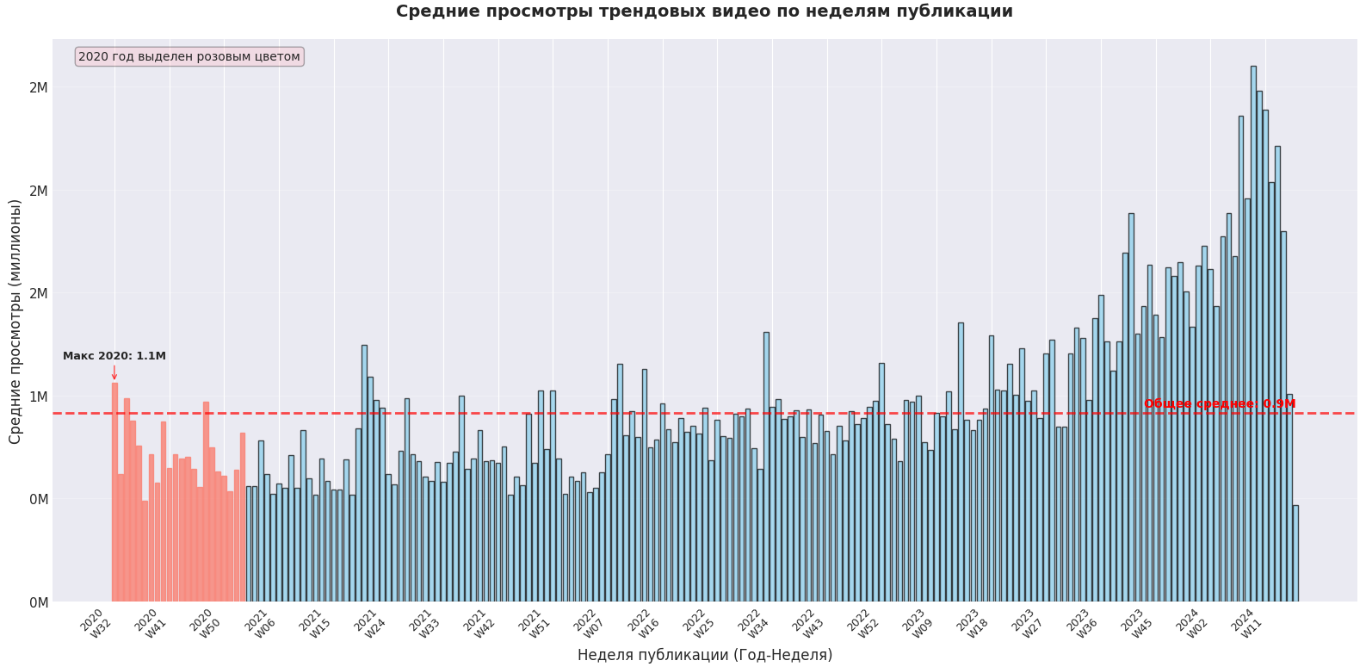 Средние просмотры трендовых видео по неделям публикации
2020 год выделен розовым цветом
Средние просмотры (миллионы)
2M
2M
2M
1M
0M
0M
Макс 2020: 1.1M
Общее среднее: 0.9M
2020
W32
2020
W41
2020
W50
2021
W06
2021
W15
2021
W24
2021
W33
2021
W42
2021
W51
2022
W07
2022
W16
2022
W25
2022
W34
2022
W43
2022
W52
2023
W09
2023
W18
2023
W27
2023
W36
2023
W45
2024
W02
2024
W11
Неделя публикации (Год-Неделя)